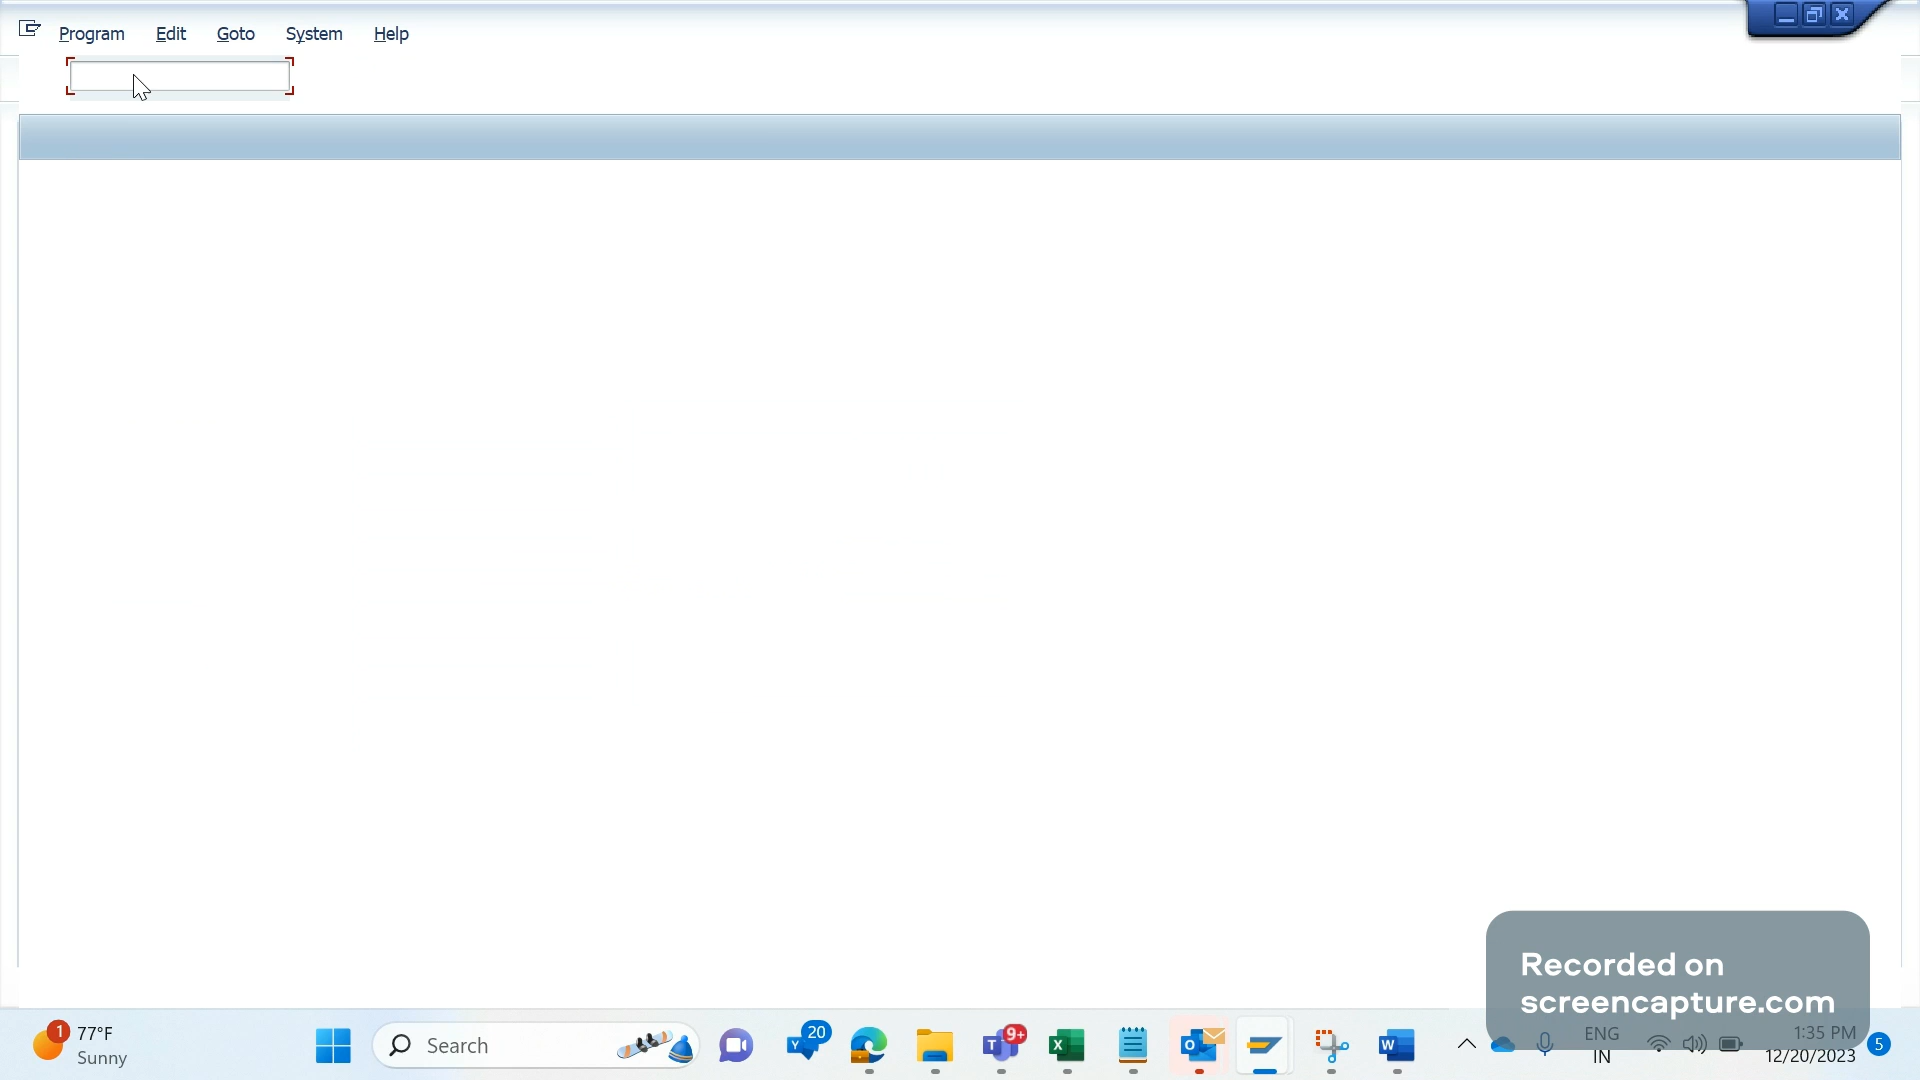 Program Edit Goto System Help
Recorded on
screencapture.com
1
77°F
Sunny
Search
20
Y
9+
T
X
O
W
ENG
IN
1:35 PM
12/20/2023
5